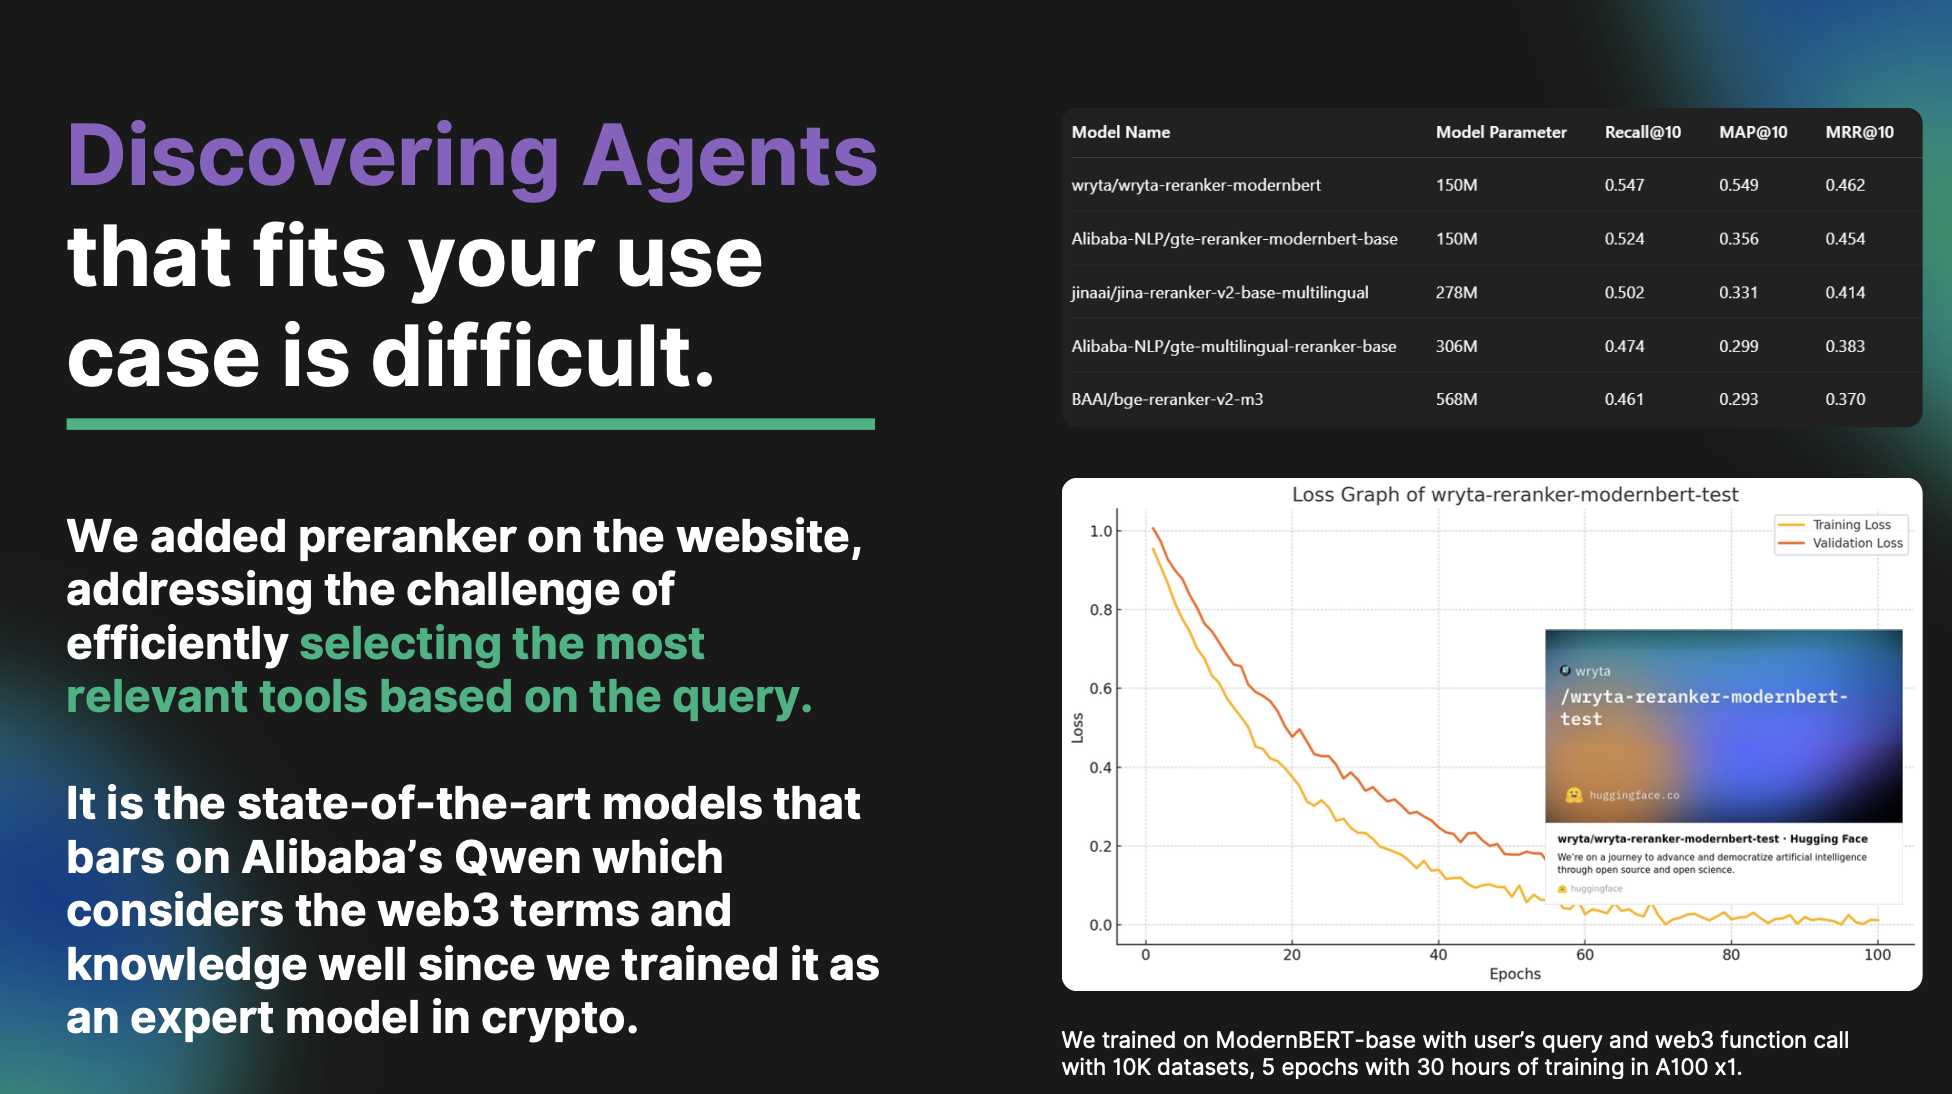 Discovering Agents
that fits your use
case is difficult.
We added preranker on the website,
addressing the challenge of
efficiently selecting the most
relevant tools based on the query.
It is the state-of-the-art models that
bars on Alibaba’s Qwen which
considers the web3 terms and
knowledge well since we trained it as
an expert model in crypto.
Model Name Model Parameter Recall@10 MAP@10 MRR@10
wryta/wryta-reranker-modernbert 150M 0.547 0.549 0.462
Alibaba-NLP/gte-reranker-modernbert-base 150M 0.524 0.356 0.454
jinaai/jina-reranker-v2-base-multilingual 278M 0.502 0.331 0.414
Alibaba-NLP/gte-multilingual-reranker-base 306M 0.474 0.299 0.383
BAAI/bge-reranker-v2-m3 568M 0.461 0.293 0.370
Loss Graph of wryta-reranker-modernbert-test
Training Loss
Validation Loss
1.0
0.8
0.6
0.4
0.2
0.0
Loss
0 20 40 60 80 100
Epochs
wryta
/wryta-reranker-modernbert-
test
huggingface.co
wryta/wryta-reranker-modernbert-test · Hugging Face
We're on a journey to advance and democratize artificial intelligence
through open source and open science.
huggingface
We trained on ModernBERT-base with user’s query and web3 function call
with 10K datasets, 5 epochs with 30 hours of training in A100 x1.